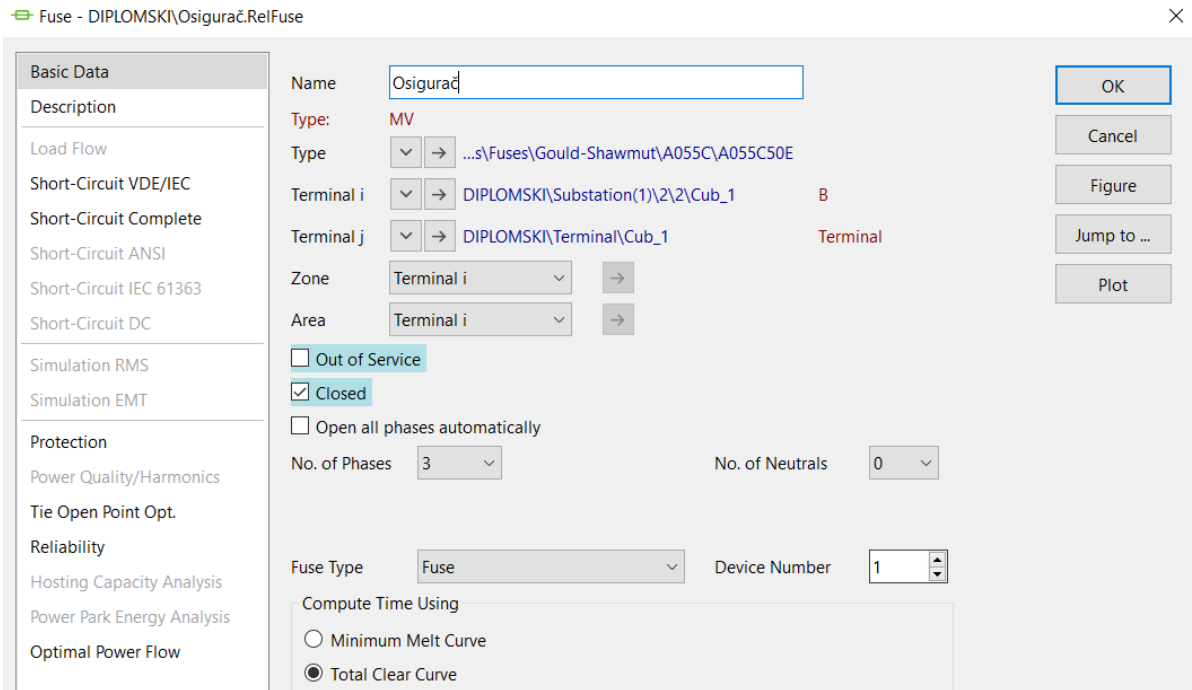 Fuse - DIPLOMSKI\Osigurač.RelFuse
Basic Data
Description
Load Flow
Short-Circuit VDE/IEC
Short-Circuit Complete
Short-Circuit ANSI
Short-Circuit IEC 61363
Short-Circuit DC
Simulation RMS
Simulation EMT
Protection
Power Quality/Harmonics
Tie Open Point Opt.
Reliability
Hosting Capacity Analysis
Power Park Energy Analysis
Optimal Power Flow
Name Osigurač
Type: MV
Type ...s\Fuses\Gould-Shawmut\A055C\A055C50E
Terminal i DIPLOMSKI\Substation(1)\2\2\Cub_1 B
Terminal j DIPLOMSKI\Terminal\Cub_1 Terminal
Zone Terminal i
Area Terminal i
Out of Service
Closed
Open all phases automatically
No. of Phases 3 No. of Neutrals 0
Fuse Type Fuse Device Number 1
Compute Time Using
Minimum Melt Curve
Total Clear Curve
OK
Cancel
Figure
Jump to ...
Plot